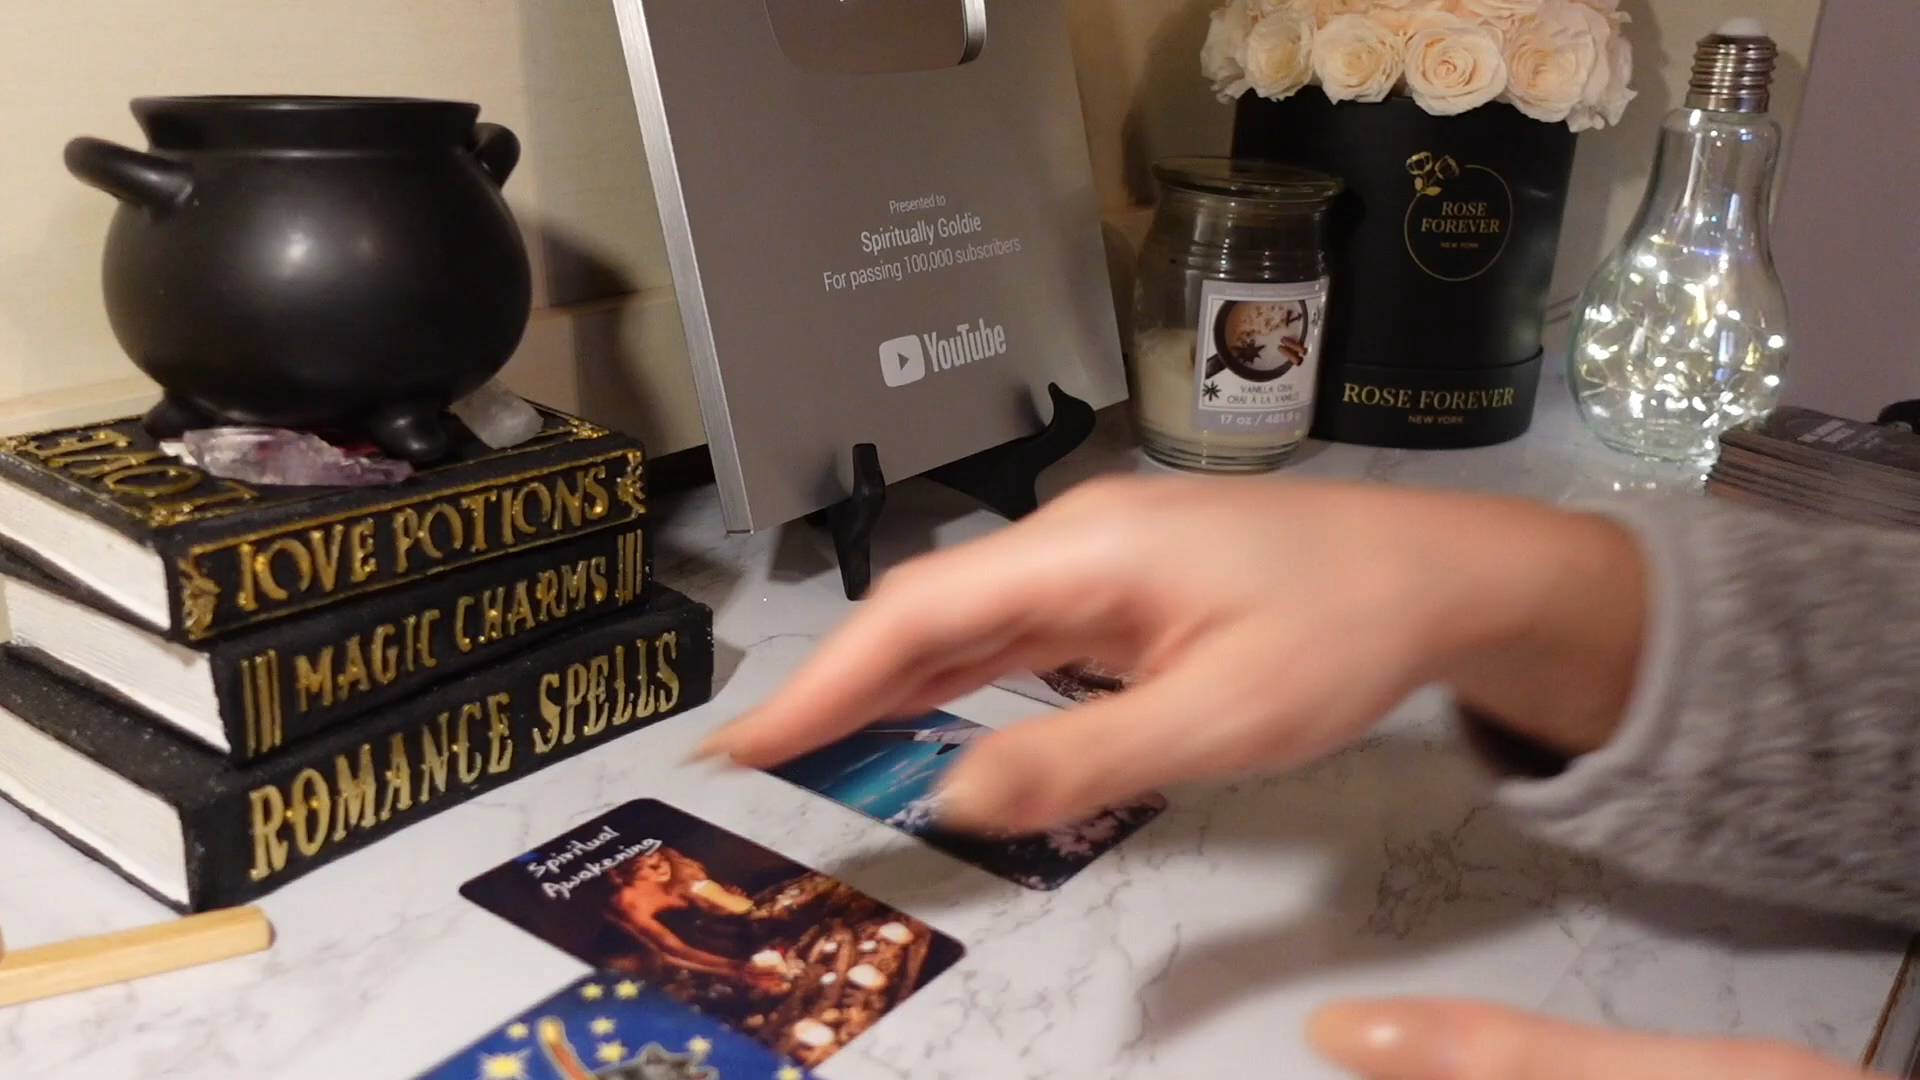 Presented to
Spiritually Goldie
For passing 100,000 subscribers
YouTube
ROSE
FOREVER
NEW YORK
ROSE FOREVER
NEW YORK
VANILLA CHAI
CHAI À LA VANILLE
17 oz / 481.9 g
LOVE
LOVE POTIONS
MAGIC CHARMS
ROMANCE SPELLS
Spiritual
Awakening